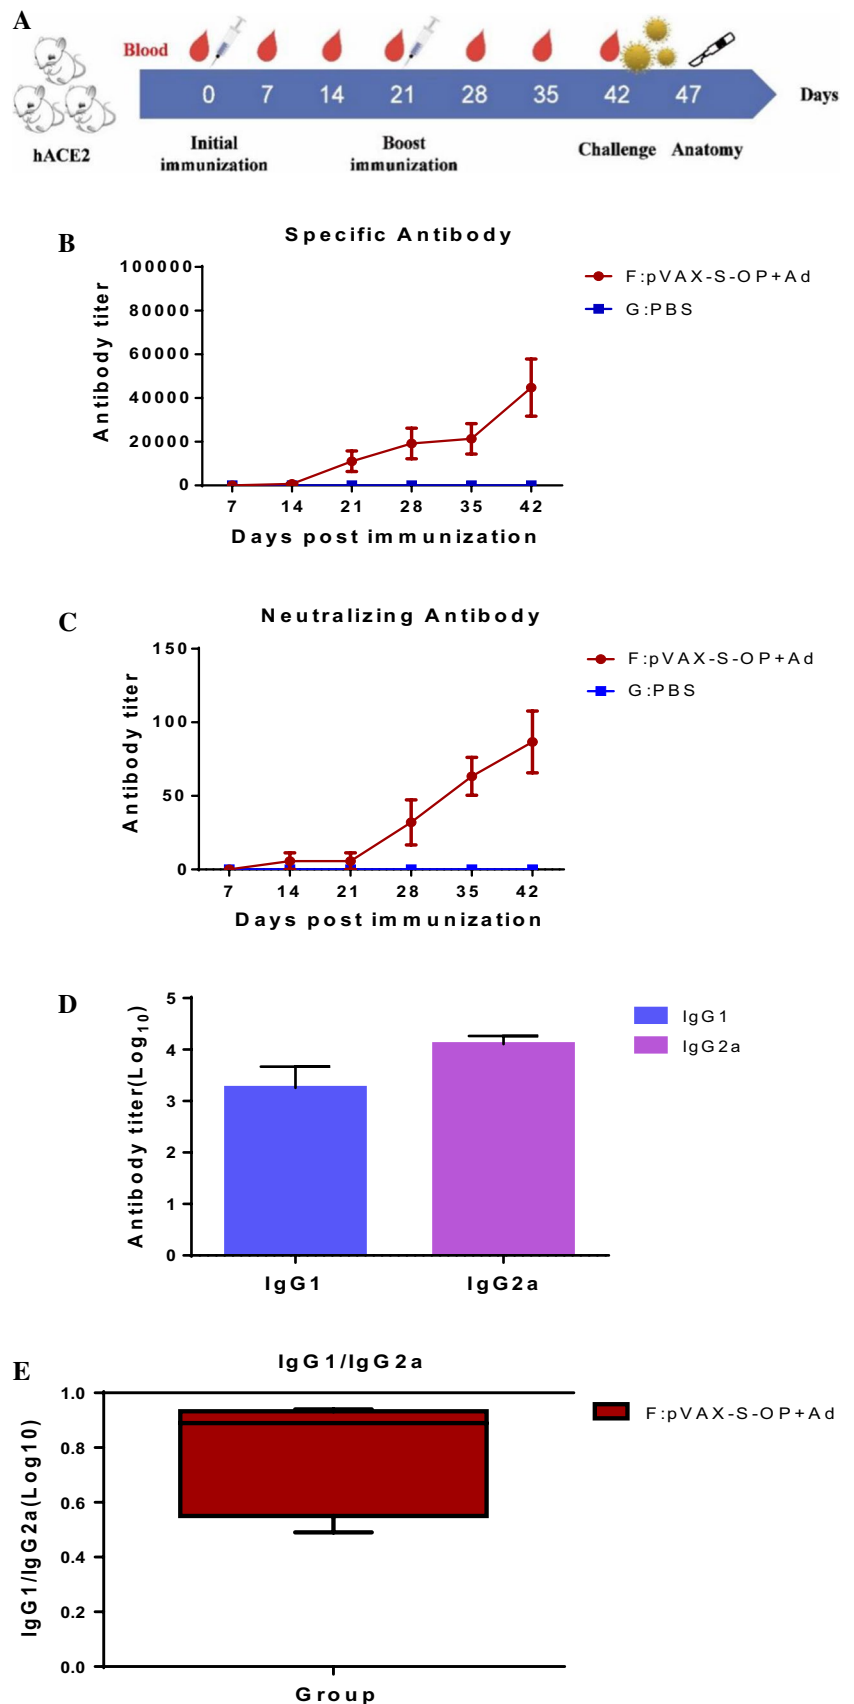 A
Blood
0 7 14 21 28 35 42 47
Days
hACE2
Initial
immunization
Boost
immunization
Challenge
Anatomy
B
Specific Antibody
Antibody titer
100000
80000
60000
40000
20000
0
7 14 21 28 35 42
Days post immunization
F:pVAX-S-OP+Ad
G:PBS
C
Neutralizing Antibody
Antibody titer
150
100
50
0
7 14 21 28 35 42
Days post immunization
F:pVAX-S-OP+Ad
G:PBS
D
Antibody titer(Log10)
5
4
3
2
1
0
IgG1 IgG2a
IgG1
IgG2a
E
IgG1/IgG2a
IgG1/IgG2a(Log10)
1.0
0.8
0.6
0.4
0.2
0.0
Group
F:pVAX-S-OP+Ad